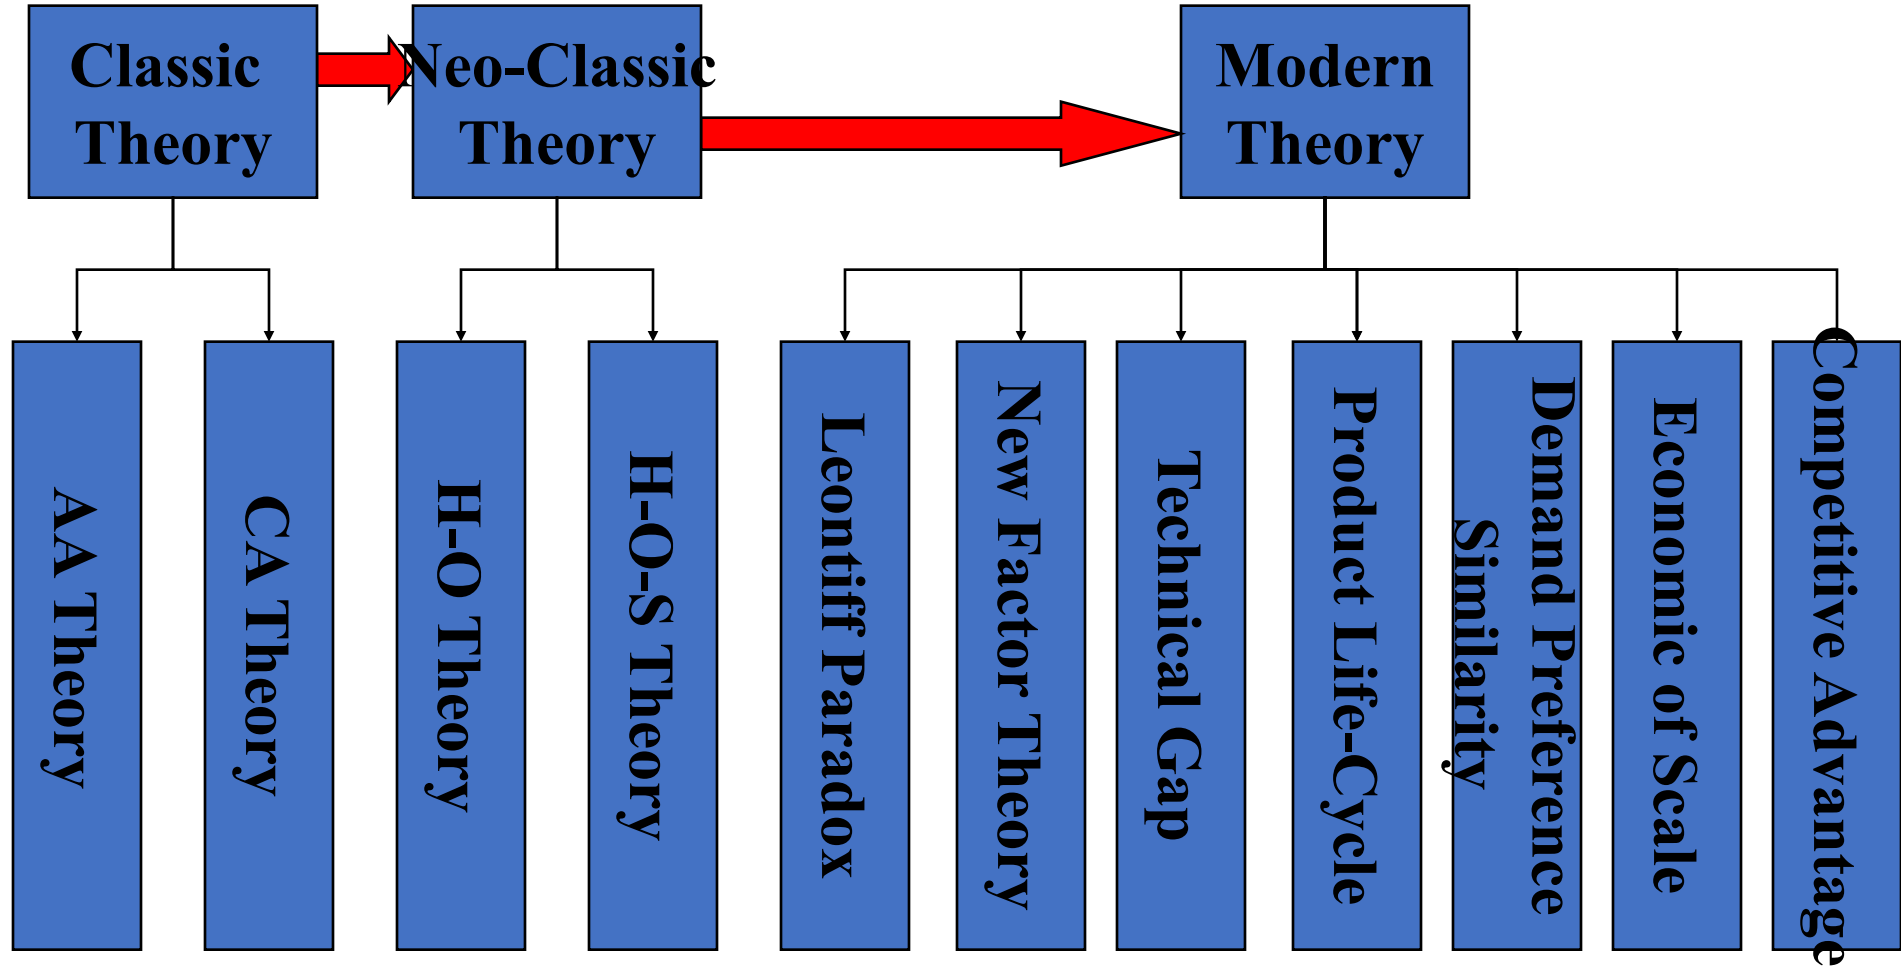 Classic
Theory
Neo-Classic
Theory
Modern
Theory
AA Theory
CA Theory
H-O Theory
H-O-S Theory
Leontiff Paradox
New Factor Theory
Technical Gap
Product Life-Cycle
Demand Preference
Similarity
Economic of Scale
Competitive Advantage